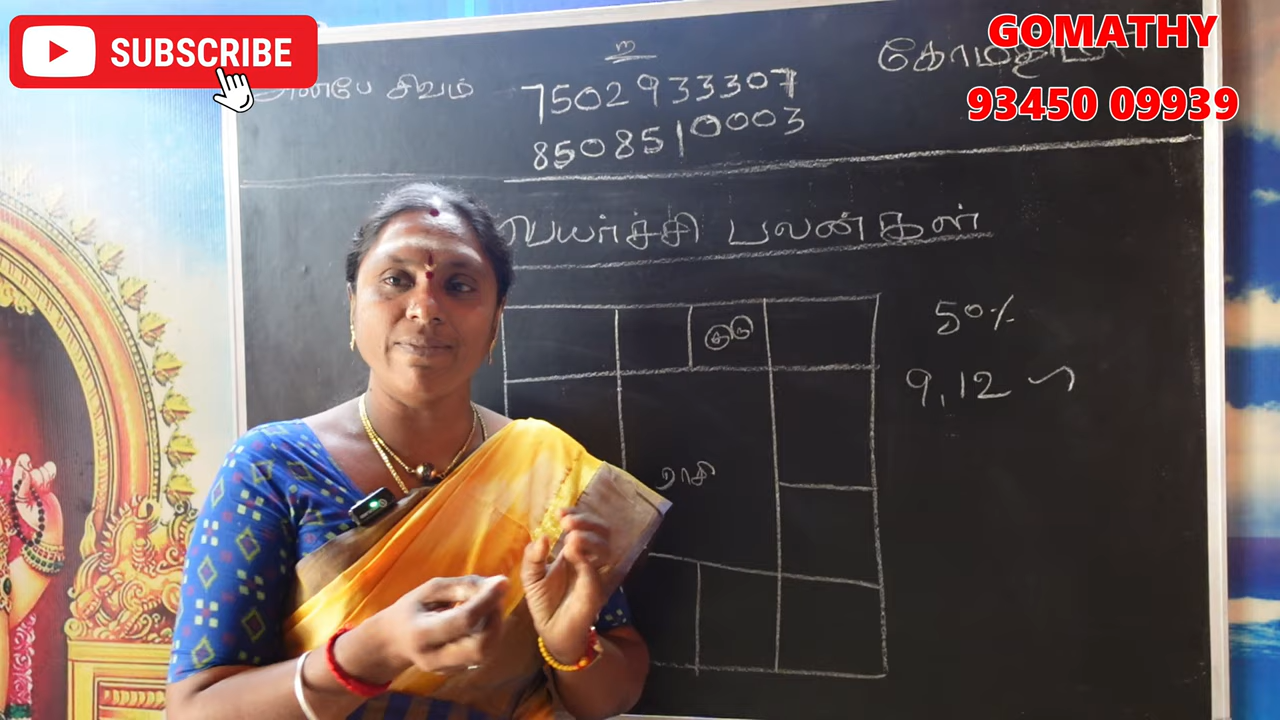 SUBSCRIBE
GOMATHY
93450 09939
அன்பே சிவம்
7502933307
8508510003
பெயர்ச்சி பலன்கள்
குரு
ராசி
50%
9,12